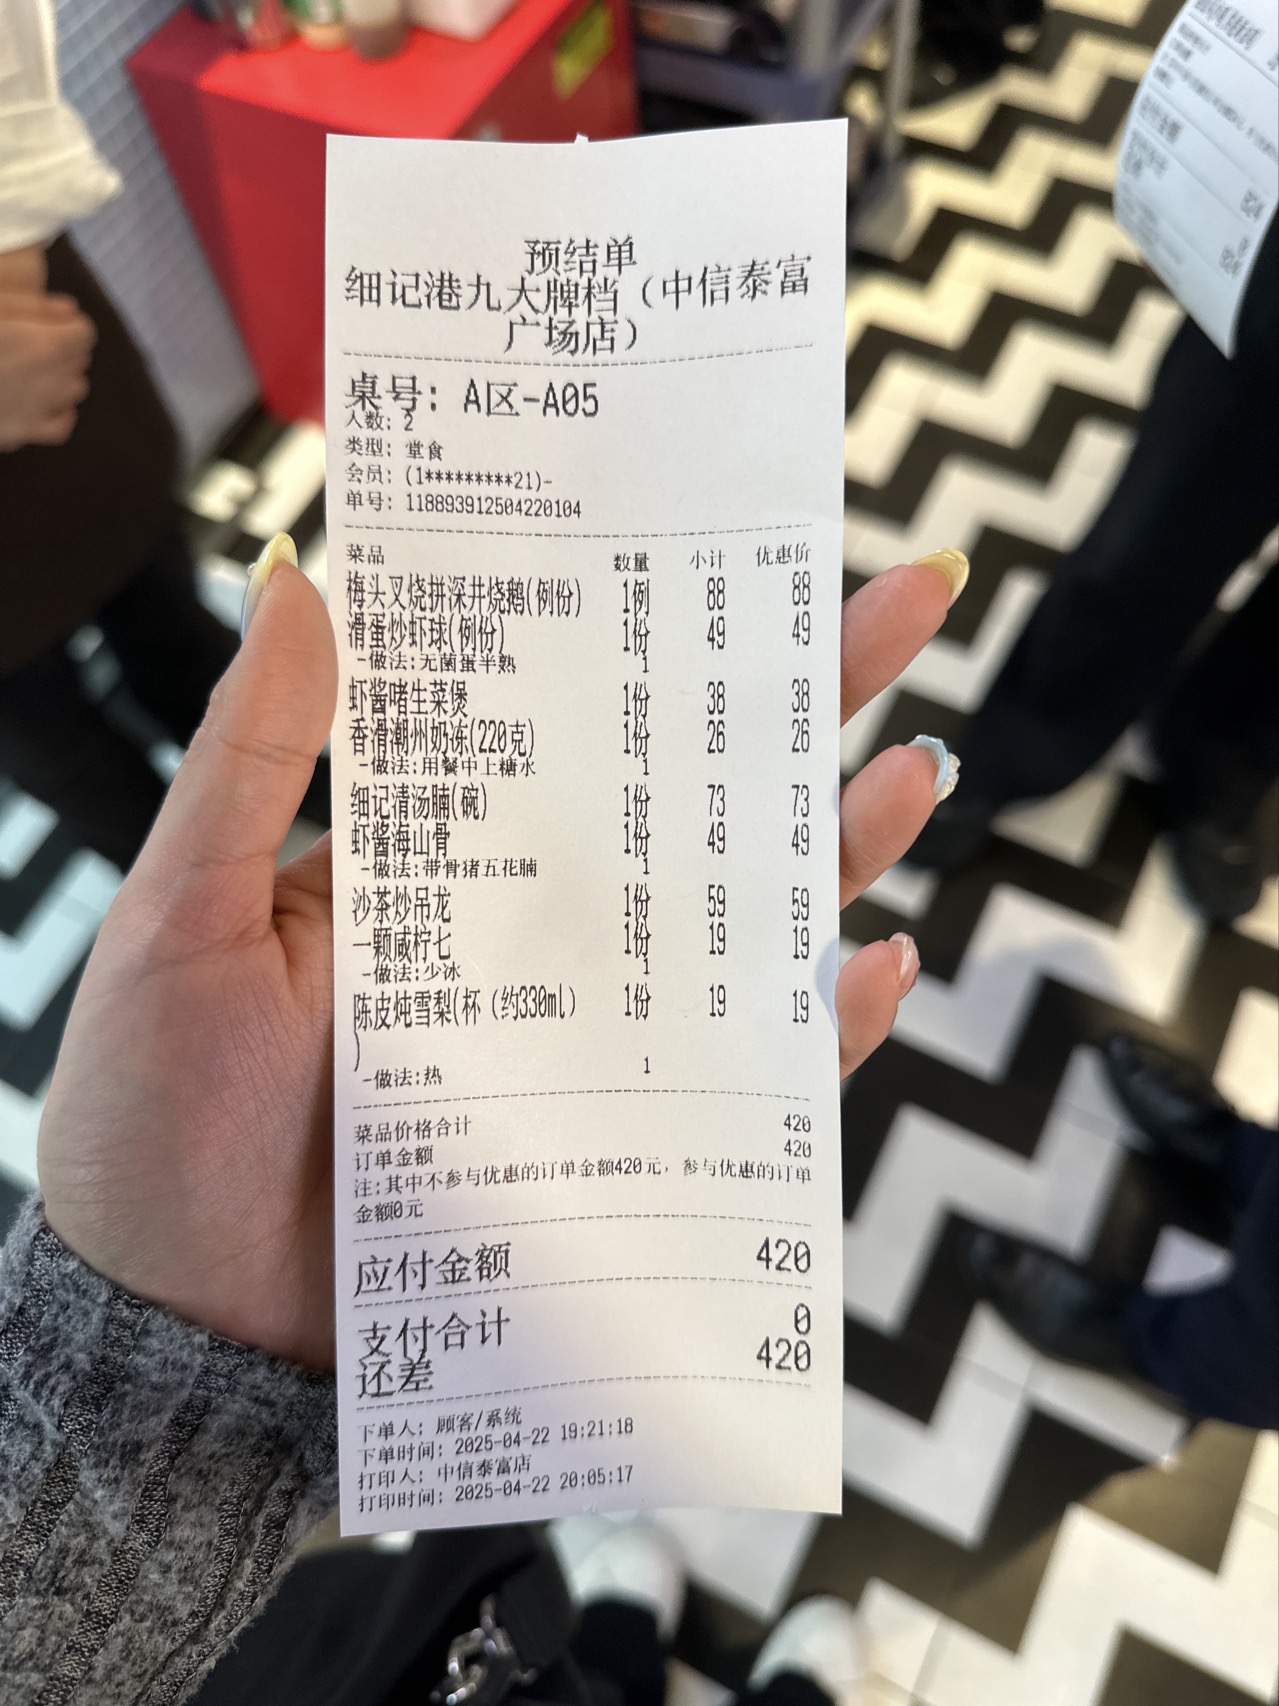 预结单
细记港九大牌档（中信泰富
广场店）
桌号: A区-A05
人数: 2
类型: 堂食
会员: (1*********21)-
单号: 118893912504220104
菜品 数量 小计 优惠价
梅头叉烧拼深井烧鹅(例份) 1例 88 88
滑蛋炒虾球(例份) 1份 49 49
-做法:无菌蛋半熟 1
虾酱啫生菜煲 1份 38 38
香滑潮州奶冻(220克) 1份 26 26
-做法:用餐中上糖水 1
细记清汤腩(碗) 1份 73 73
虾酱海山骨 1份 49 49
-做法:带骨猪五花腩 1
沙茶炒吊龙 1份 59 59
一颗咸柠七 1份 19 19
-做法:少冰 1
陈皮炖雪梨(杯（约330ml） 1份 19 19
)
-做法:热 1
菜品价格合计 420
订单金额 420
注:其中不参与优惠的订单金额420元，参与优惠的订单
金额0元
应付金额 420
支付合计 0
还差 420
下单人: 顾客/系统
下单时间: 2025-04-22 19:21:18
打印人: 中信泰富店
打印时间: 2025-04-22 20:05:17